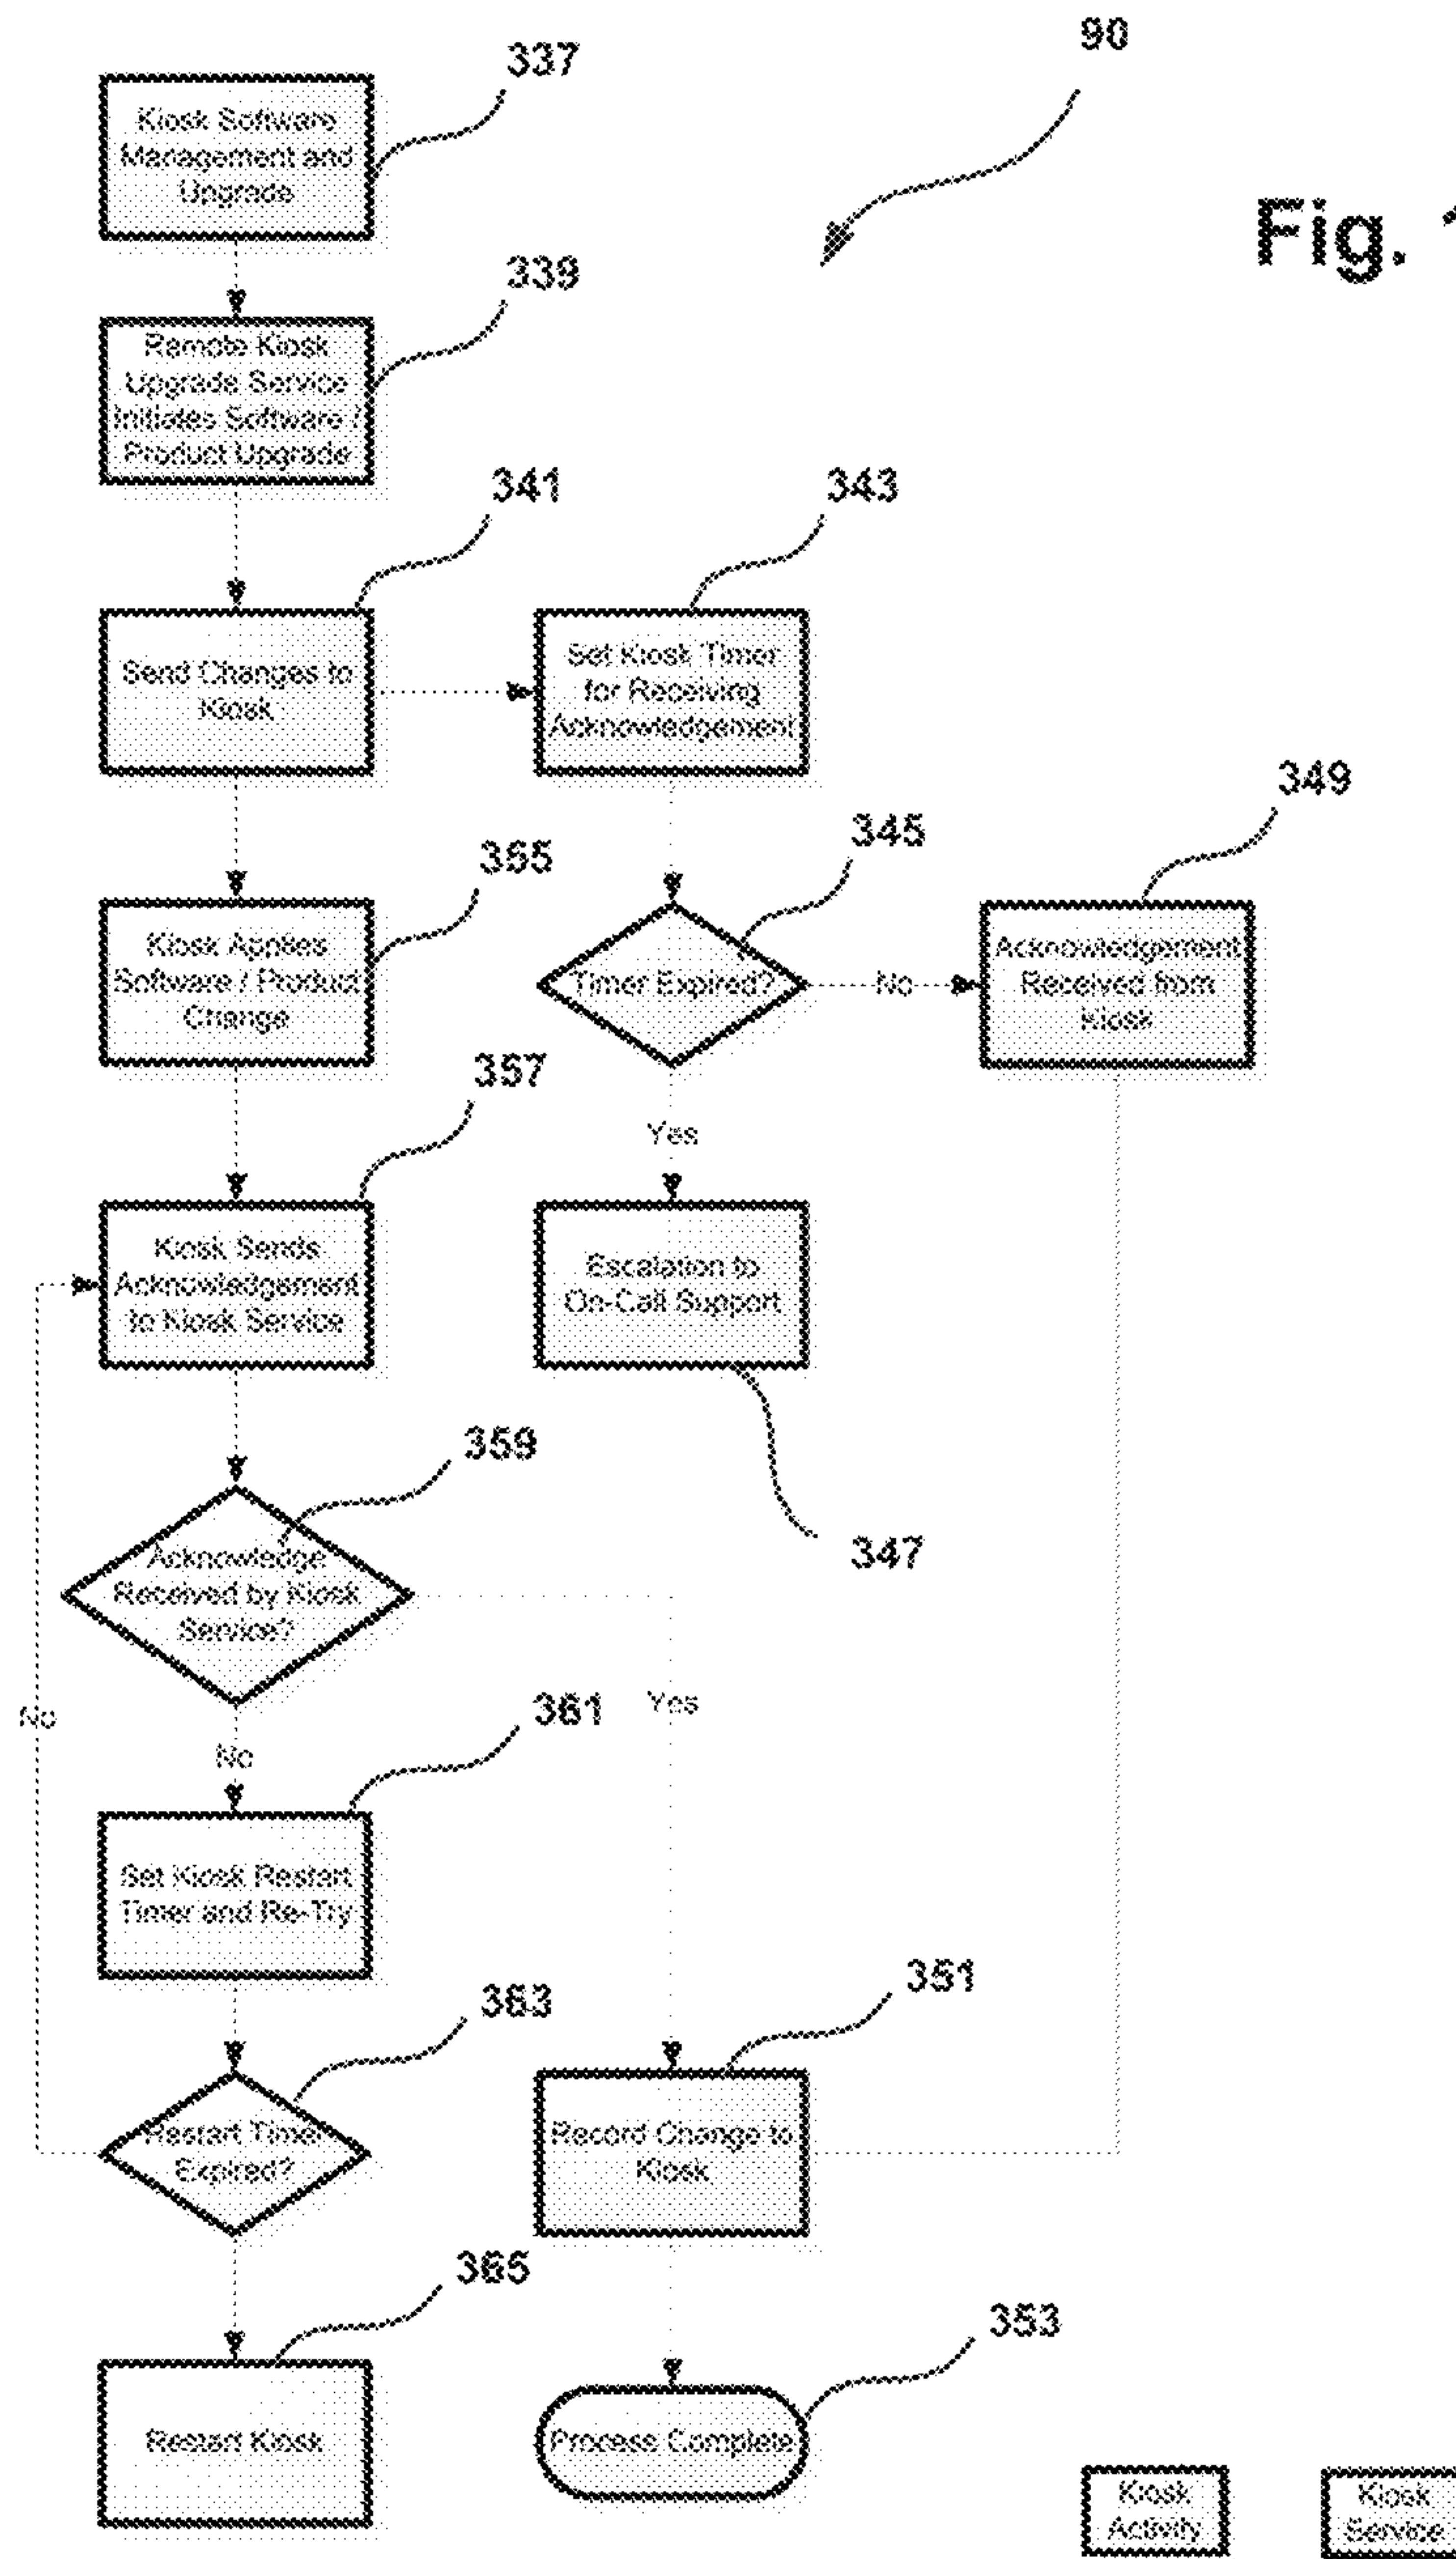 90
337
Kiosk Software
Management and
Upgrade
Fig. 1
339
Remote Kiosk
Upgrade Service
Initiates Software /
Product Upgrade
341
343
Send Changes to
Kiosk
Set Kiosk Timer
for Receiving
Acknowledgement
349
345
355
Kiosk Applies
Software / Product
Change
Timer Expired?
No
Acknowledgement
Received from
Kiosk
357
Yes
Kiosk Sends
Acknowledgement
to Kiosk Service
Escalation to
On-Call Support
359
347
Acknowledge
Received by Kiosk
Service?
No
361
Yes
No
Set Kiosk Restart
Timer and Re-Try
351
363
Restart Time
Expired?
Record Change to
Kiosk
365
353
Restart Kiosk
Process Complete
Kiosk
Activity
Kiosk
Service